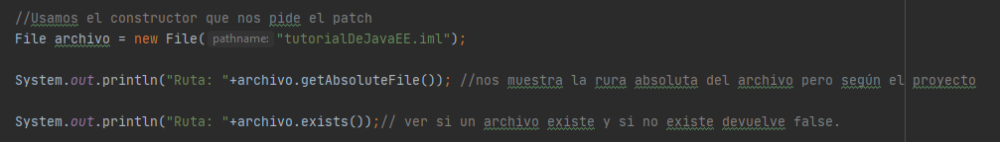 //Usamos el constructor que nos pide el patch
File archivo = new File( pathname: "tutorialDeJavaEE.iml");
System.out.println("Ruta: "+archivo.getAbsoluteFile()); //nos muestra la rura absoluta del archivo pero según el proyecto
System.out.println("Ruta: "+archivo.exists());// ver si un archivo existe y si no existe devuelve false.